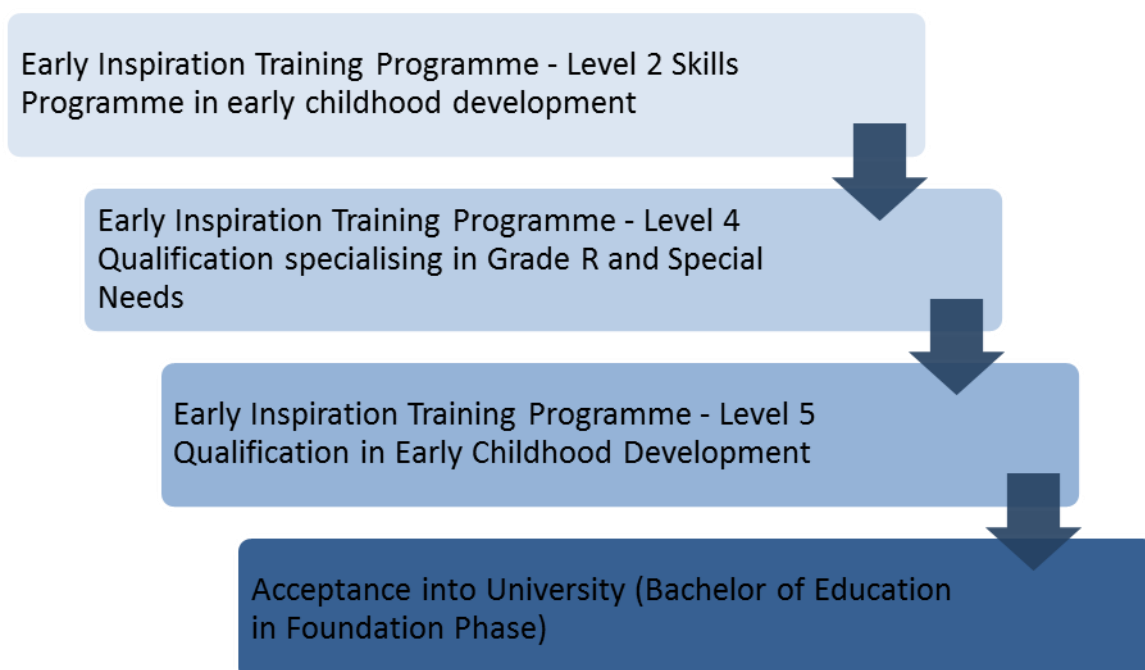 Early Inspiration Training Programme - Level 2 Skills
Programme in early childhood development
Early Inspiration Training Programme - Level 4
Qualification specialising in Grade R and Special
Needs
Early Inspiration Training Programme - Level 5
Qualification in Early Childhood Development
Acceptance into University (Bachelor of Education
in Foundation Phase)